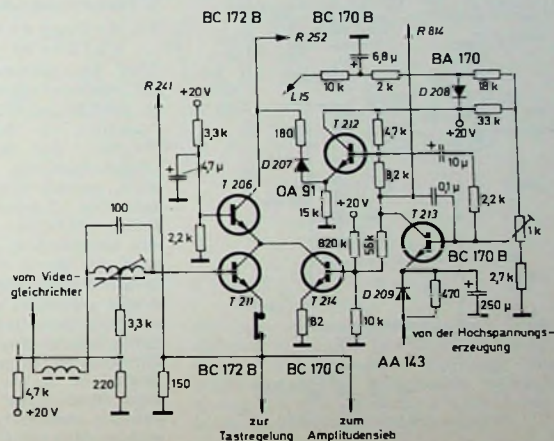 BC 172 B
BC 170 B
R 252
R 814
6,8 µ
BA 170
R 241
+20 V
L 15
10 k
2 k
18 k
D 208
3,3 k
180
T 212
4,7 k
+20 V
33 k
4,7 µ
D 207
OA 91
8,2 k
10 µ
T 206
0,1 µ
15 k
2,2 k
100
2,2 k
+20 V
T 213
1 k
820 k
56 k
BC 170 B
vom Video-
gleichrichter
T 211
T 214
D 209
470
2,7 k
3,3 k
82
10 k
250 µ
von der Hochspannungs-
erzeugung
AA 143
4,7 k
220
150
BC 172 B
BC 170 C
+20 V
zur
Tastregelung
zum
Amplitudensieb